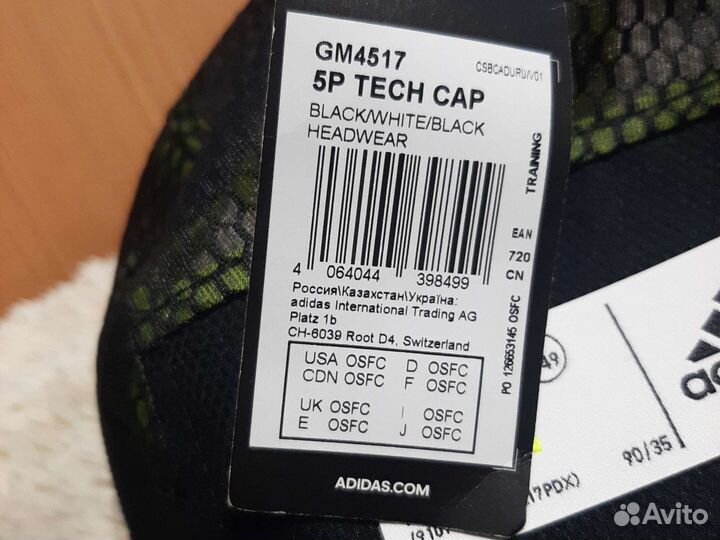 GM4517
CSBCADURU/V01
5P TECH CAP
BLACK/WHITE/BLACK
HEADWEAR
TRAINING
EAN
720
CN
4 064044 398499
Россия\Казахстан\Україна:
adidas International Trading AG
Platz 1b
CH-6039 Root D4, Switzerland
PO 126653145 OSFC
USA OSFC D OSFC
CDN OSFC F OSFC
UK OSFC I OSFC
E OSFC J OSFC
ADIDAS.COM
49
90/35
17PDX)
Avito